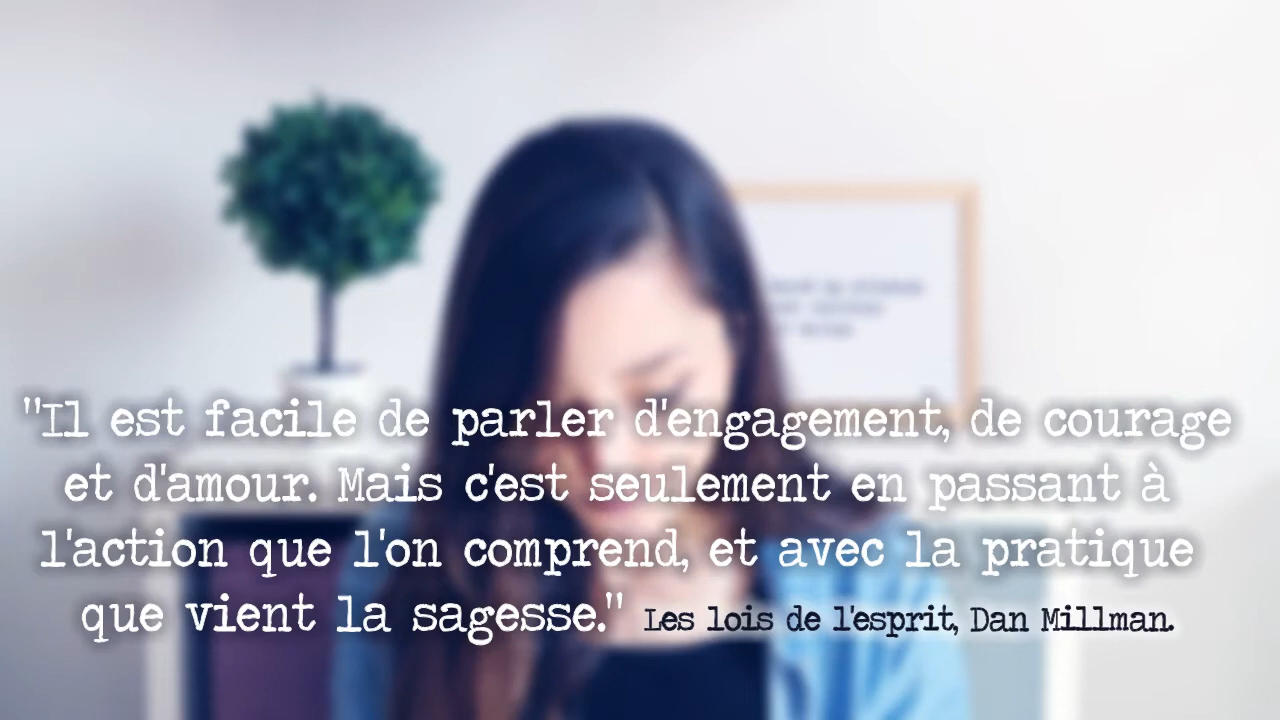 "Il est facile de parler d'engagement, de courage
et d'amour. Mais c'est seulement en passant à
l'action que l'on comprend, et avec la pratique
que vient la sagesse." Les lois de l'esprit, Dan Millman.